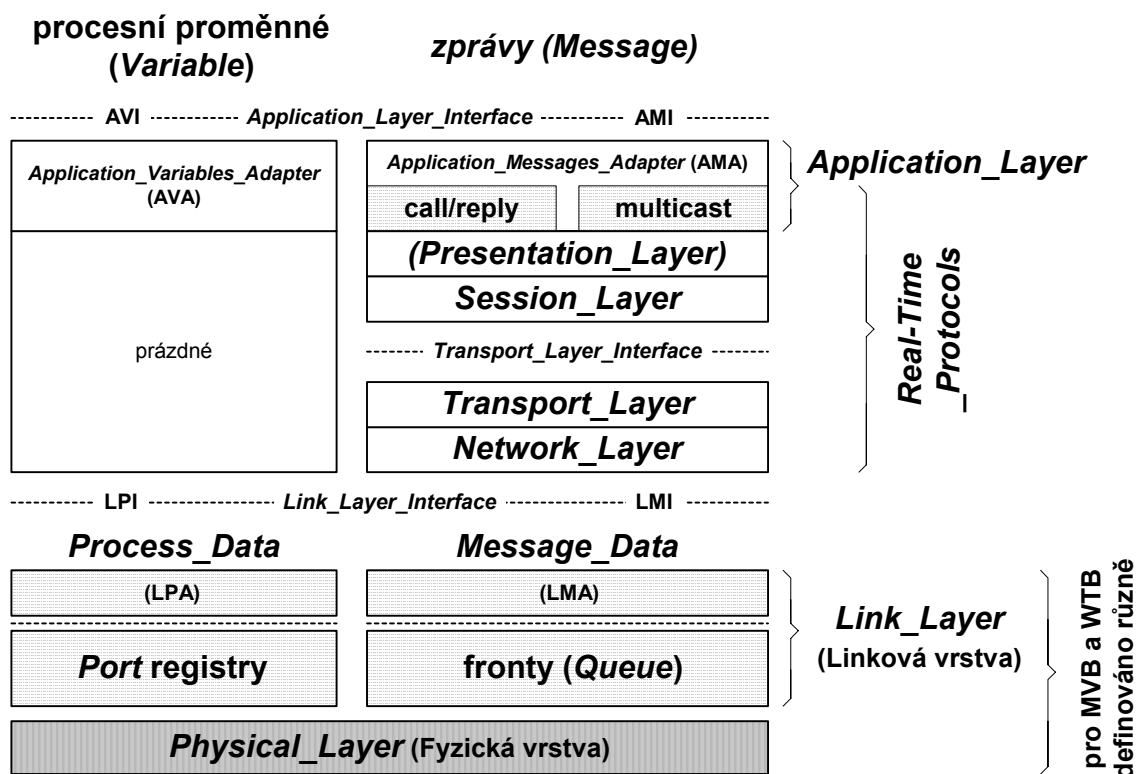 procesní proměnné
(Variable)
zprávy (Message)
AVI
Application_Layer_Interface
AMI
Application_Variables_Adapter
(AVA)
Application_Messages_Adapter (AMA)
call/reply
multicast
(Presentation_Layer)
Session_Layer
prázdné
Transport_Layer_Interface
Transport_Layer
Network_Layer
Application_Layer
Real-Time
_Protocols
LPI
Link_Layer_Interface
LMI
Process_Data
Message_Data
(LPA)
(LMA)
Port registry
fronty (Queue)
Link_Layer
(Linková vrstva)
Physical_Layer (Fyzická vrstva)
pro MVB a WTB
definováno různě